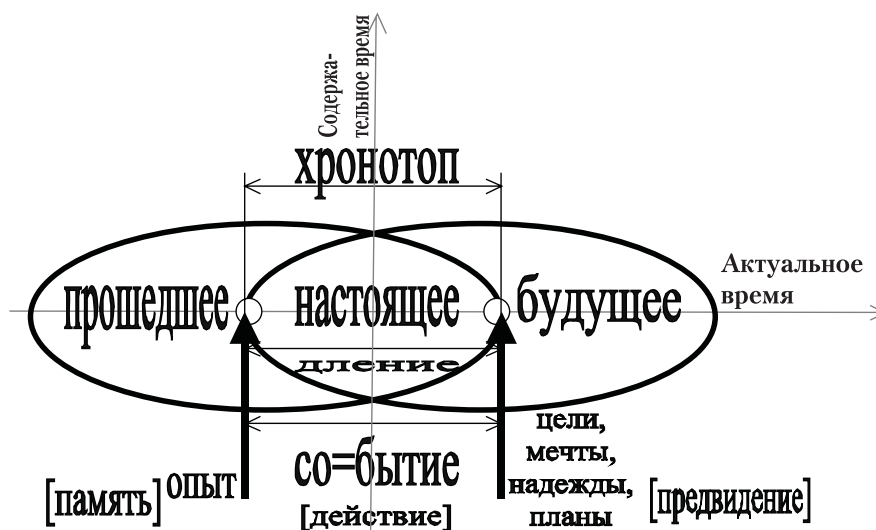 Содержа-
тельное время
хронотоп
Актуальное
время
прошедшее
настоящее
будущее
дление
цели,
мечты,
надежды,
планы
со=бытие
[память]
опыт
[действие]
[предвидение]